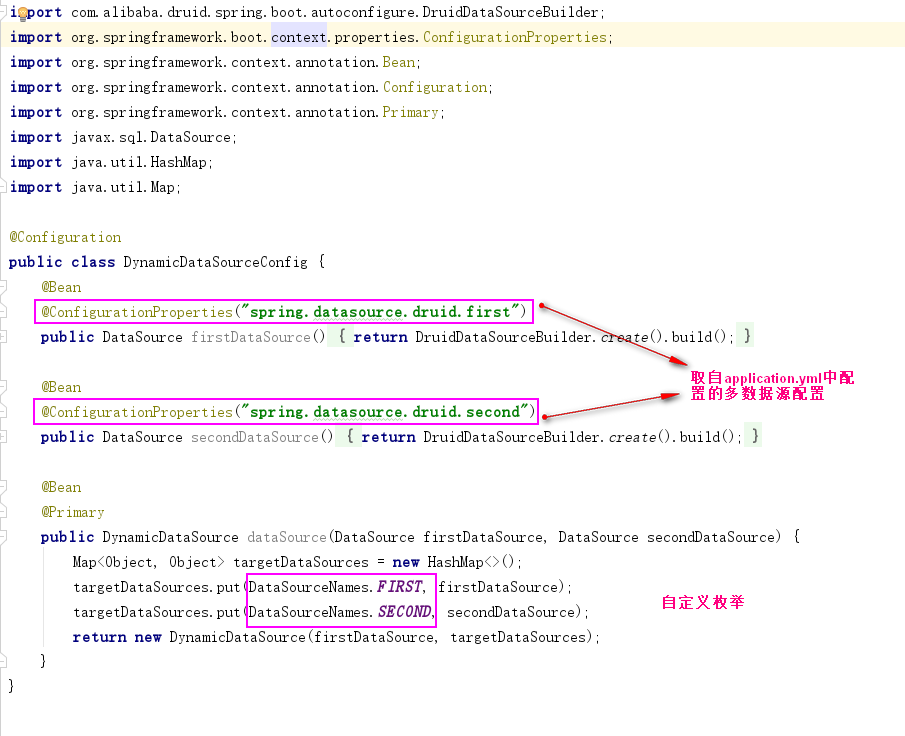 import com.alibaba.druid.spring.boot.autoconfigure.DruidDataSourceBuilder;
import org.springframework.boot.context.properties.ConfigurationProperties;
import org.springframework.context.annotation.Bean;
import org.springframework.context.annotation.Configuration;
import org.springframework.context.annotation.Primary;
import javax.sql.DataSource;
import java.util.HashMap;
import java.util.Map;
@Configuration
public class DynamicDataSourceConfig {
@Bean
@ConfigurationProperties("spring.datasource.druid.first")
public DataSource firstDataSource() { return DruidDataSourceBuilder.create().build(); }
取自application.yml中配
置的多数据源配置
@Bean
@ConfigurationProperties("spring.datasource.druid.second")
public DataSource secondDataSource() { return DruidDataSourceBuilder.create().build(); }
@Bean
@Primary
public DynamicDataSource dataSource(DataSource firstDataSource, DataSource secondDataSource) {
Map<Object, Object> targetDataSources = new HashMap<>();
targetDataSources.put(DataSourceNames.FIRST, firstDataSource);
自定义枚举
targetDataSources.put(DataSourceNames.SECOND, secondDataSource);
return new DynamicDataSource(firstDataSource, targetDataSources);
}
}